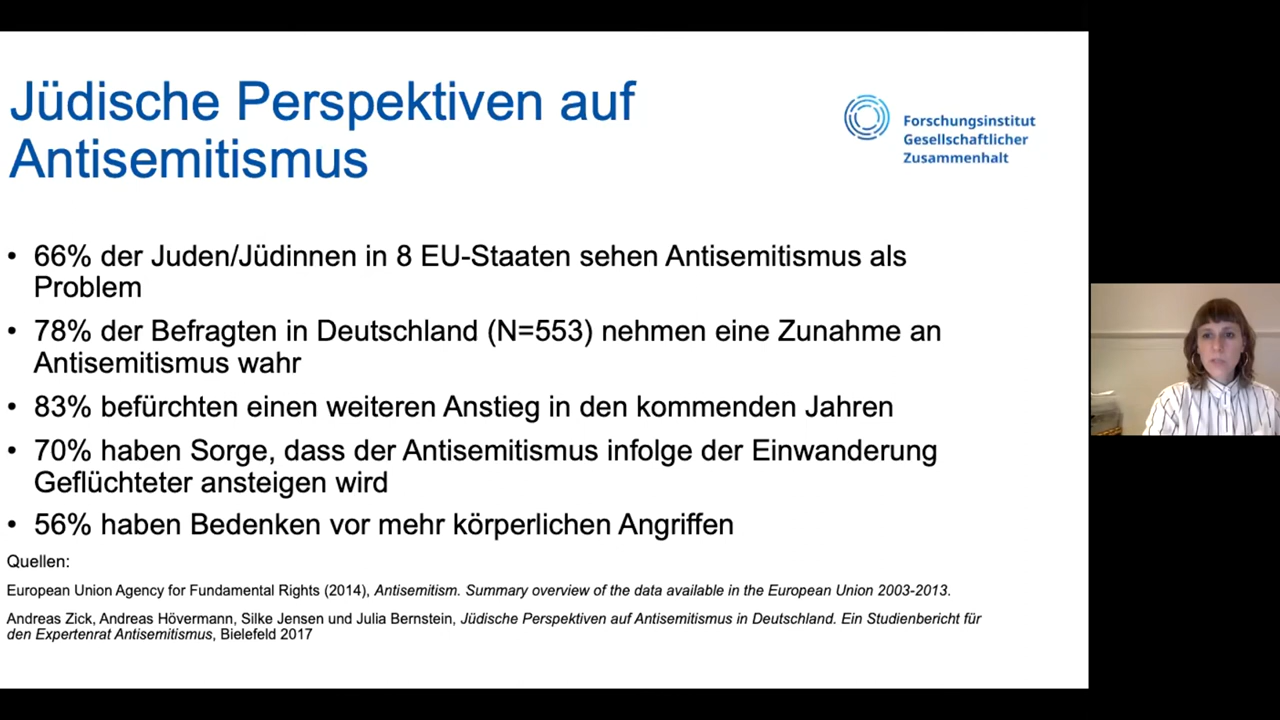 Jüdische Perspektiven auf
Antisemitismus
Forschungsinstitut
Gesellschaftlicher
Zusammenhalt
• 66% der Juden/Jüdinnen in 8 EU-Staaten sehen Antisemitismus als
Problem
• 78% der Befragten in Deutschland (N=553) nehmen eine Zunahme an
Antisemitismus wahr
• 83% befürchten einen weiteren Anstieg in den kommenden Jahren
• 70% haben Sorge, dass der Antisemitismus infolge der Einwanderung
Geflüchteter ansteigen wird
• 56% haben Bedenken vor mehr körperlichen Angriffen
Quellen:
European Union Agency for Fundamental Rights (2014), Antisemitism. Summary overview of the data available in the European Union 2003-2013.
Andreas Zick, Andreas Hövermann, Silke Jensen und Julia Bernstein, Jüdische Perspektiven auf Antisemitismus in Deutschland. Ein Studienbericht für
den Expertenrat Antisemitismus, Bielefeld 2017